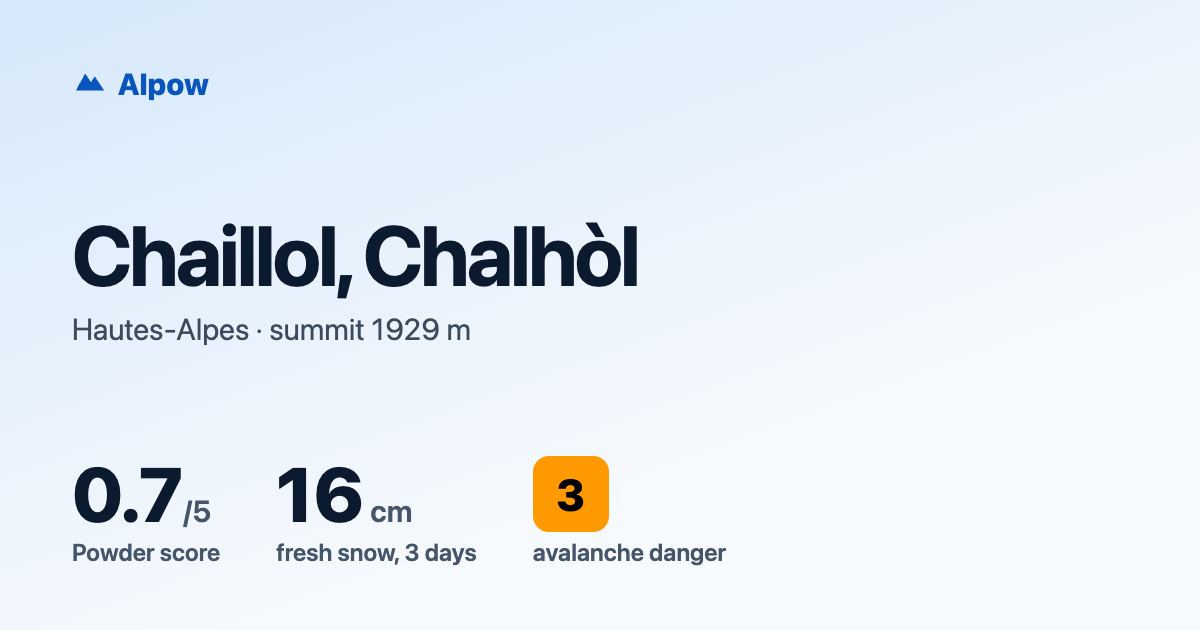 Alpow
Chaillol, Chalhòl
Hautes-Alpes · summit 1929 m
0.7/5
Powder score
16 cm
fresh snow, 3 days
3
avalanche danger